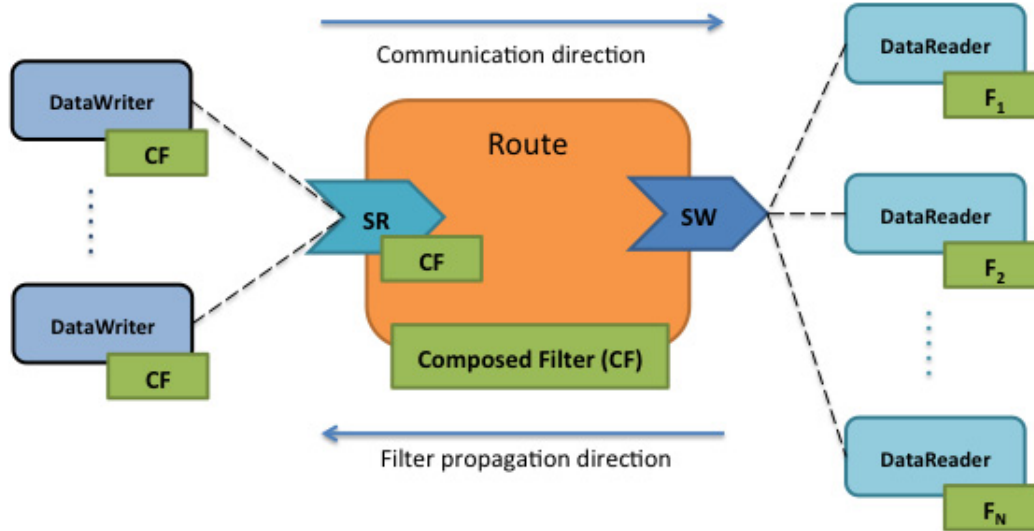 Communication direction
DataWriter
CF
DataWriter
CF
Route
SR
CF
SW
Composed Filter (CF)
DataReader
F1
DataReader
F2
DataReader
FN
Filter propagation direction